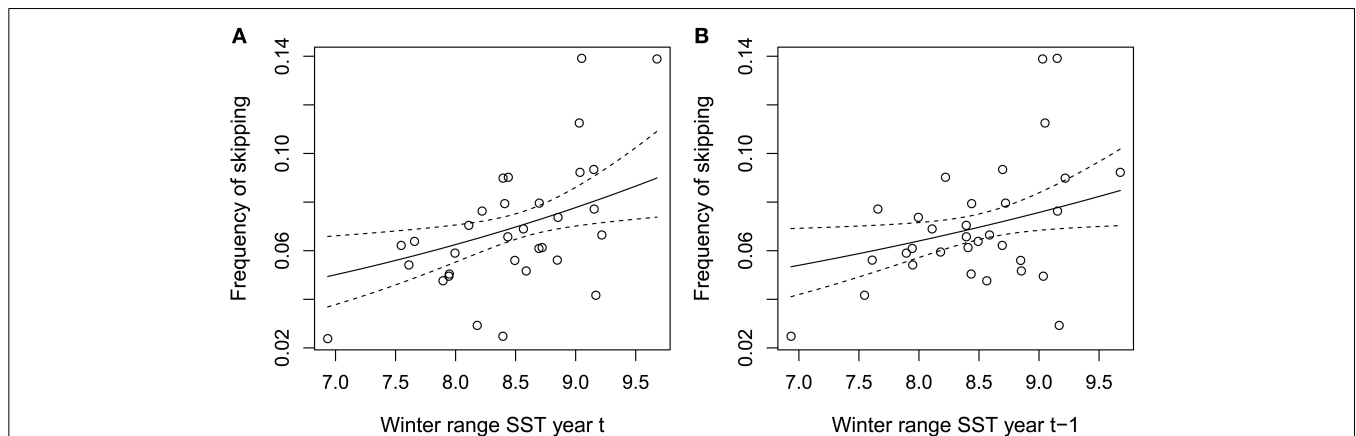 A
B
Frequency of skipping
0.14
0.10
0.06
0.02
7.0 7.5 8.0 8.5 9.0 9.5
Winter range SST year t
Frequency of skipping
0.14
0.10
0.06
0.02
7.0 7.5 8.0 8.5 9.0 9.5
Winter range SST year t−1